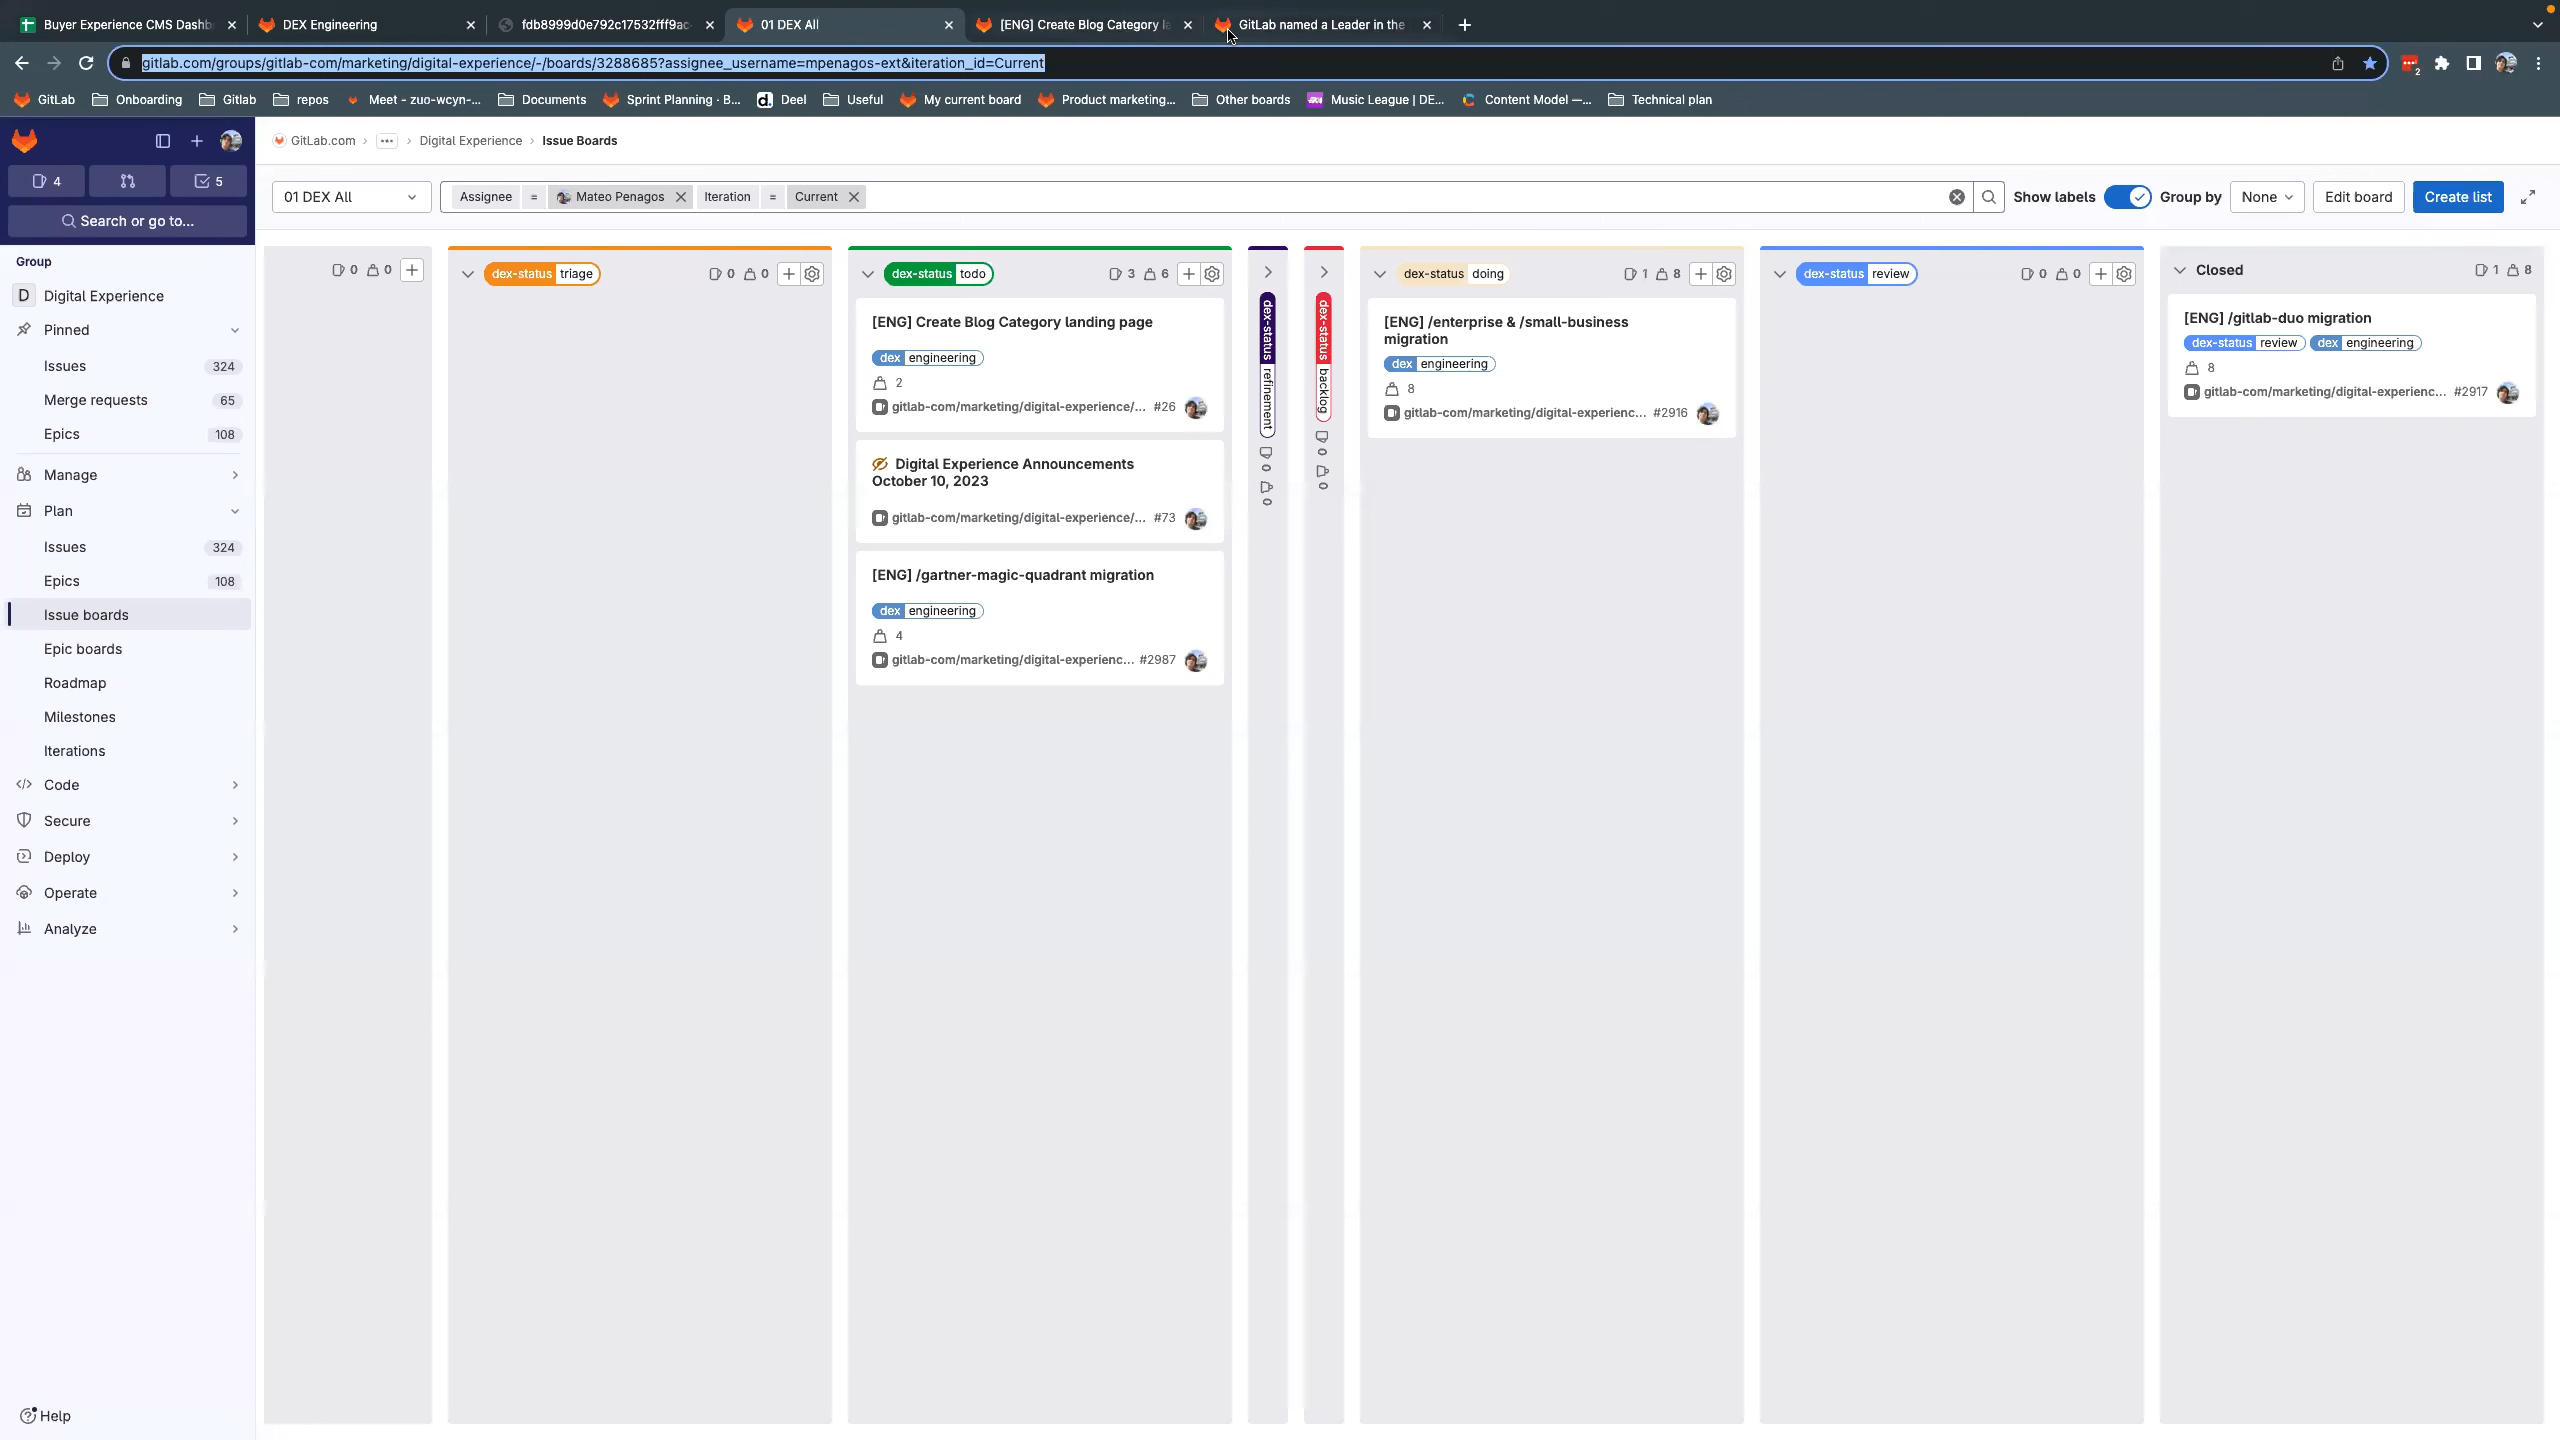 Buyer Experience CMS Dashb
DEX Engineering
fdb8999d0e792c17532fff9ac
01 DEX All
[ENG] Create Blog Category la
GitLab named a Leader in the
gitlab.com/groups/gitlab-com/marketing/digital-experience/-/boards/3288685?assignee_username=mpenagos-ext&iteration_id=Current
2
GitLab
Onboarding
Gitlab
repos
Meet - zuo-wcyn-...
Documents
Sprint Planning · B...
Deel
Useful
My current board
Product marketing...
Other boards
Music League | DE...
Content Model —...
Technical plan
4
5
Search or go to...
GitLab.com › ... › Digital Experience › Issue Boards
01 DEX All
Assignee = Mateo Penagos
Iteration = Current
Show labels
Group by
None
Edit board
Create list
Group
D Digital Experience
Pinned
Issues 324
Merge requests 65
Epics 108
Manage
Plan
Issues 324
Epics 108
Issue boards
Epic boards
Roadmap
Milestones
Iterations
Code
Secure
Deploy
Operate
Analyze
Help
0 0
dex-status triage 0 0
dex-status todo 3 6
[ENG] Create Blog Category landing page
dex engineering
2
gitlab-com/marketing/digital-experience/... #26
Digital Experience Announcements
October 10, 2023
gitlab-com/marketing/digital-experience/... #73
[ENG] /gartner-magic-quadrant migration
dex engineering
4
gitlab-com/marketing/digital-experienc... #2987
dex-status refinement 0 0
dex-status backlog 0 0
dex-status doing 1 8
[ENG] /enterprise & /small-business
migration
dex engineering
8
gitlab-com/marketing/digital-experienc... #2916
dex-status review 0 0
Closed 1 8
[ENG] /gitlab-duo migration
dex-status review dex engineering
8
gitlab-com/marketing/digital-experienc... #2917